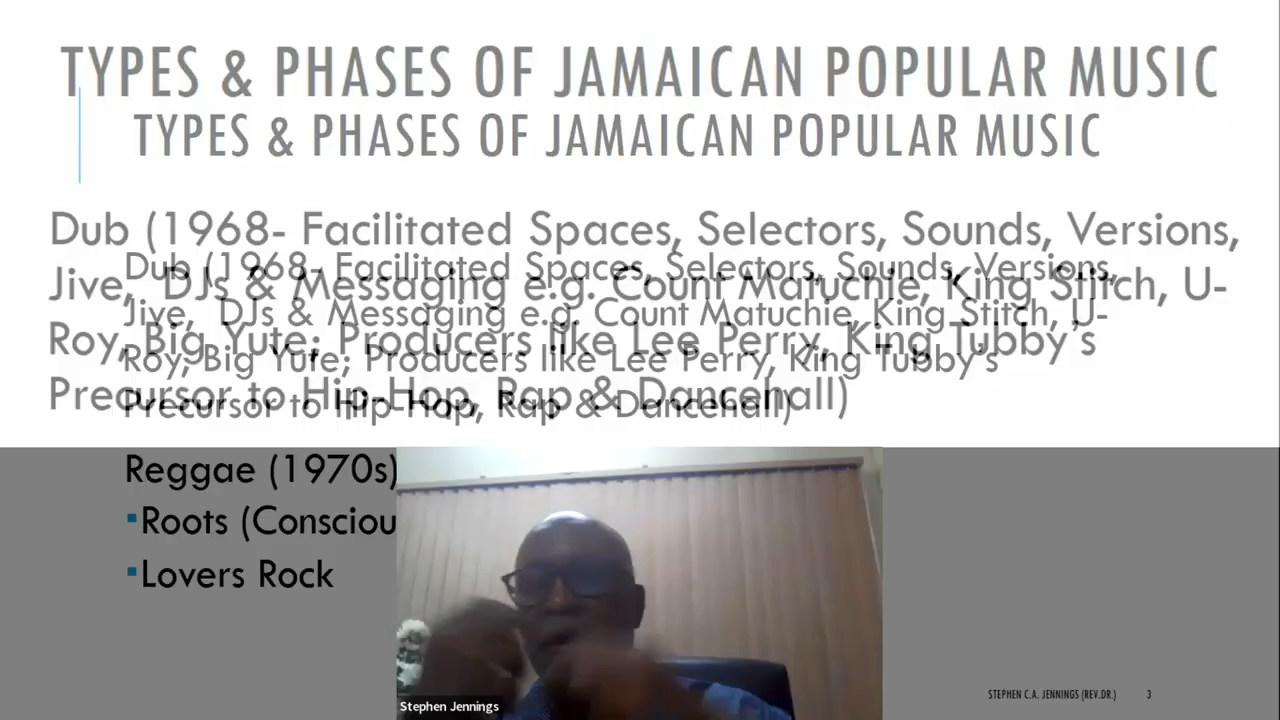 TYPES & PHASES OF JAMAICAN POPULAR MUSIC
TYPES & PHASES OF JAMAICAN POPULAR MUSIC
Dub (1968- Facilitated Spaces, Selectors, Sounds, Versions,
Dub (1968- Facilitated Spaces, Selectors, Sounds, Versions,
Jive, DJs & Messaging e.g. Count Matuchie, King Stitch, U-
Jive, DJs & Messaging e.g. Count Matuchie, King Stitch, U-
Roy, Big Yute; Producers like Lee Perry, King Tubby's
Roy, Big Yute; Producers like Lee Perry, King Tubby's
Precursor to Hip-Hop, Rap & Dancehall)
Precursor to Hip-Hop, Rap & Dancehall)
Reggae (1970s)
▪Roots (Consciou
▪Lovers Rock
Stephen Jennings
STEPHEN C.A. JENNINGS (REV.DR.) 3